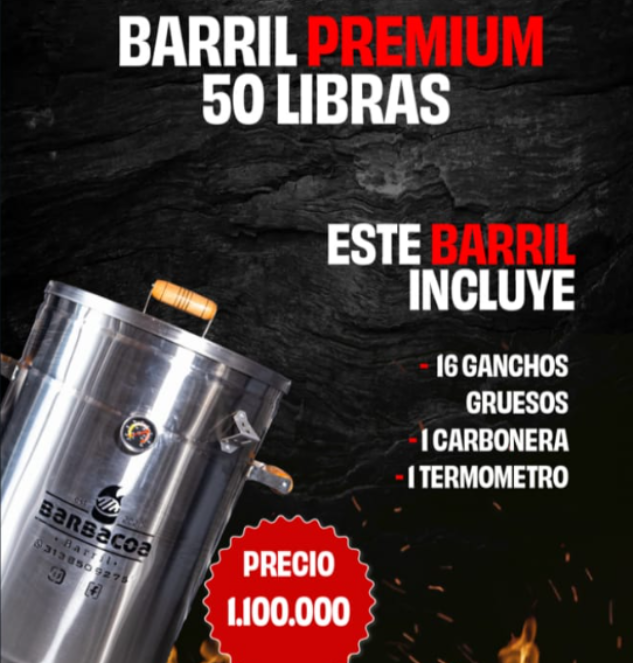 BARRIL PREMIUM
50 LIBRAS
ESTE BARRIL
INCLUYE
- 16 GANCHOS
GRUESOS
- 1 CARBONERA
- 1 TERMOMETRO
BARBACOA
• Barril •
3138509275
PRECIO
1.100.000